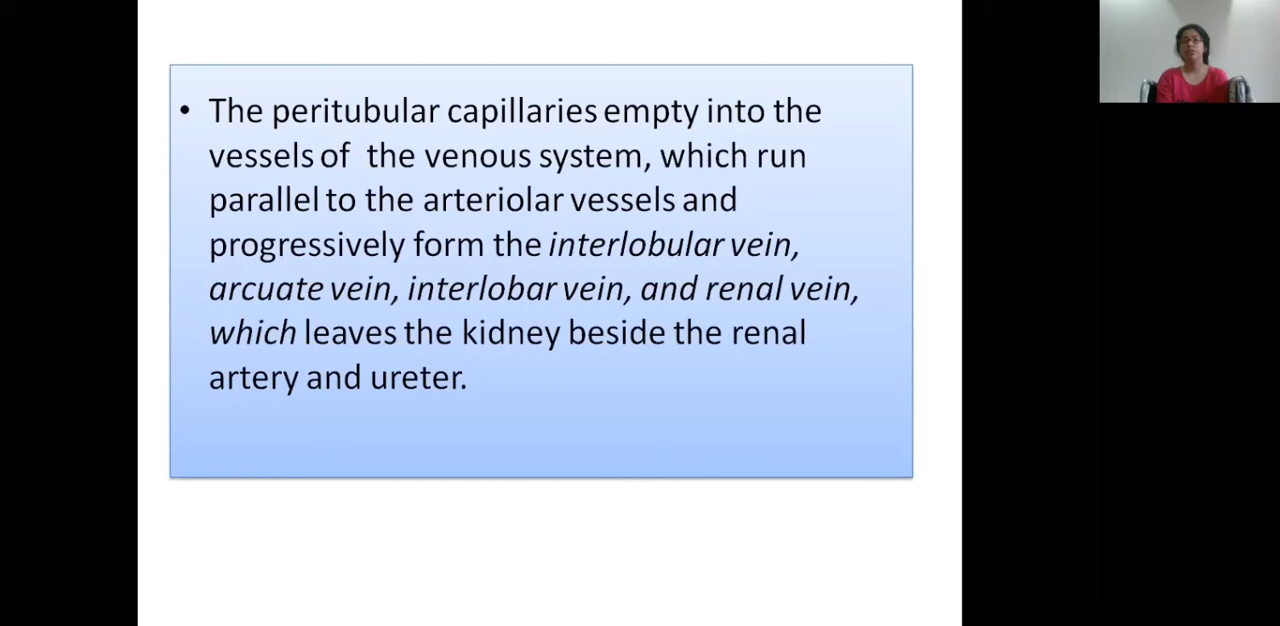 • The peritubular capillaries empty into the
vessels of the venous system, which run
parallel to the arteriolar vessels and
progressively form the interlobular vein,
arcuate vein, interlobar vein, and renal vein,
which leaves the kidney beside the renal
artery and ureter.